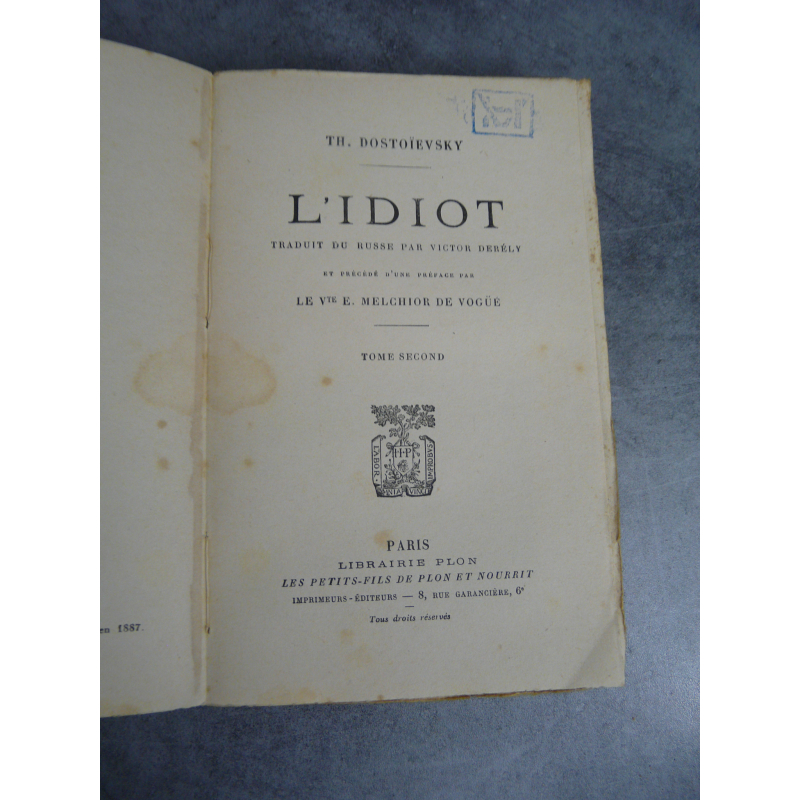 en 1887.
TH. DOSTOÏEVSKY
L'IDIOT
TRADUIT DU RUSSE PAR VICTOR DERÉLY
ET PRÉCÉDÉ D'UNE PRÉFACE PAR
LE Vᵀᴱ E. MELCHIOR DE VOGÜÉ
TOME SECOND
LABOR
H·P
PARIS
LIBRAIRIE PLON
LES PETITS-FILS DE PLON ET NOURRIT
IMPRIMEURS-ÉDITEURS — 8, RUE GARANCIÈRE, 6ᵉ
Tous droits réservés